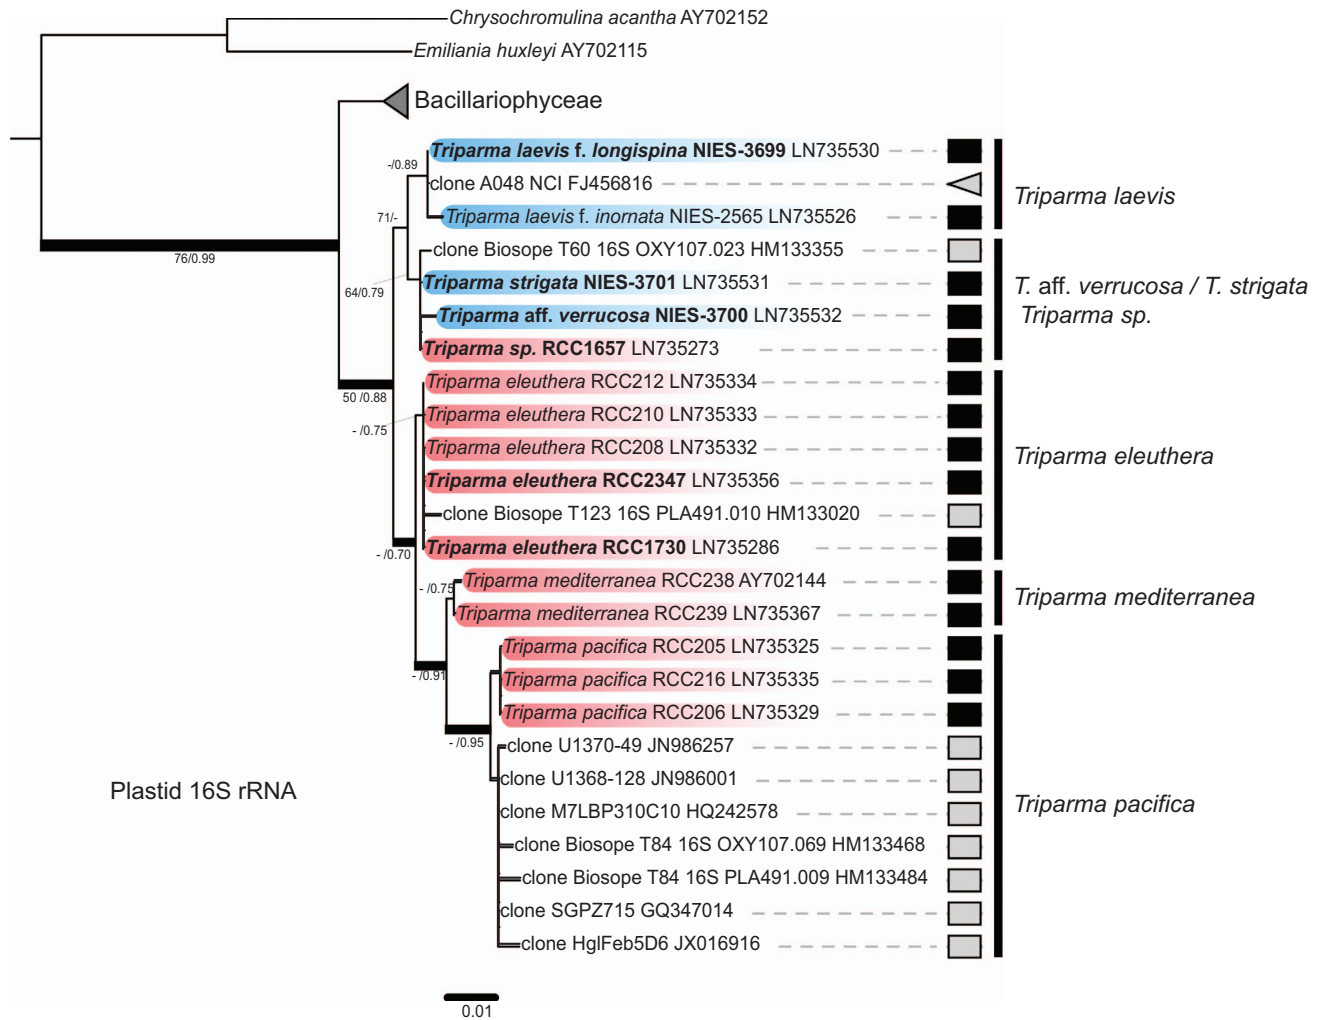 Chrysochromulina acantha AY702152
Emiliania huxleyi AY702115
Bacillariophyceae
Triparma laevis f. longispina NIES-3699 LN735530
-/0.89
clone A048 NCI FJ456816
Triparma laevis
71/-
Triparma laevis f. inornata NIES-2565 LN735526
clone Biosope T60 16S OXY107.023 HM133355
76/0.99
64/0.79
Triparma strigata NIES-3701 LN735531
T. aff. verrucosa / T. strigata
Triparma sp.
Triparma aff. verrucosa NIES-3700 LN735532
Triparma sp. RCC1657 LN735273
Triparma eleuthera RCC212 LN735334
50 /0.88
Triparma eleuthera RCC210 LN735333
- /0.75
Triparma eleuthera RCC208 LN735332
Triparma eleuthera
Triparma eleuthera RCC2347 LN735356
clone Biosope T123 16S PLA491.010 HM133020
Triparma eleuthera RCC1730 LN735286
- /0.70
Triparma mediterranea RCC238 AY702144
- /0.75
Triparma mediterranea
Triparma mediterranea RCC239 LN735367
Triparma pacifica RCC205 LN735325
- /0.91
Triparma pacifica RCC216 LN735335
Triparma pacifica RCC206 LN735329
- /0.95
clone U1370-49 JN986257
clone U1368-128 JN986001
Plastid 16S rRNA
Triparma pacifica
clone M7LBP310C10 HQ242578
clone Biosope T84 16S OXY107.069 HM133468
clone Biosope T84 16S PLA491.009 HM133484
clone SGPZ715 GQ347014
clone HglFeb5D6 JX016916
0.01